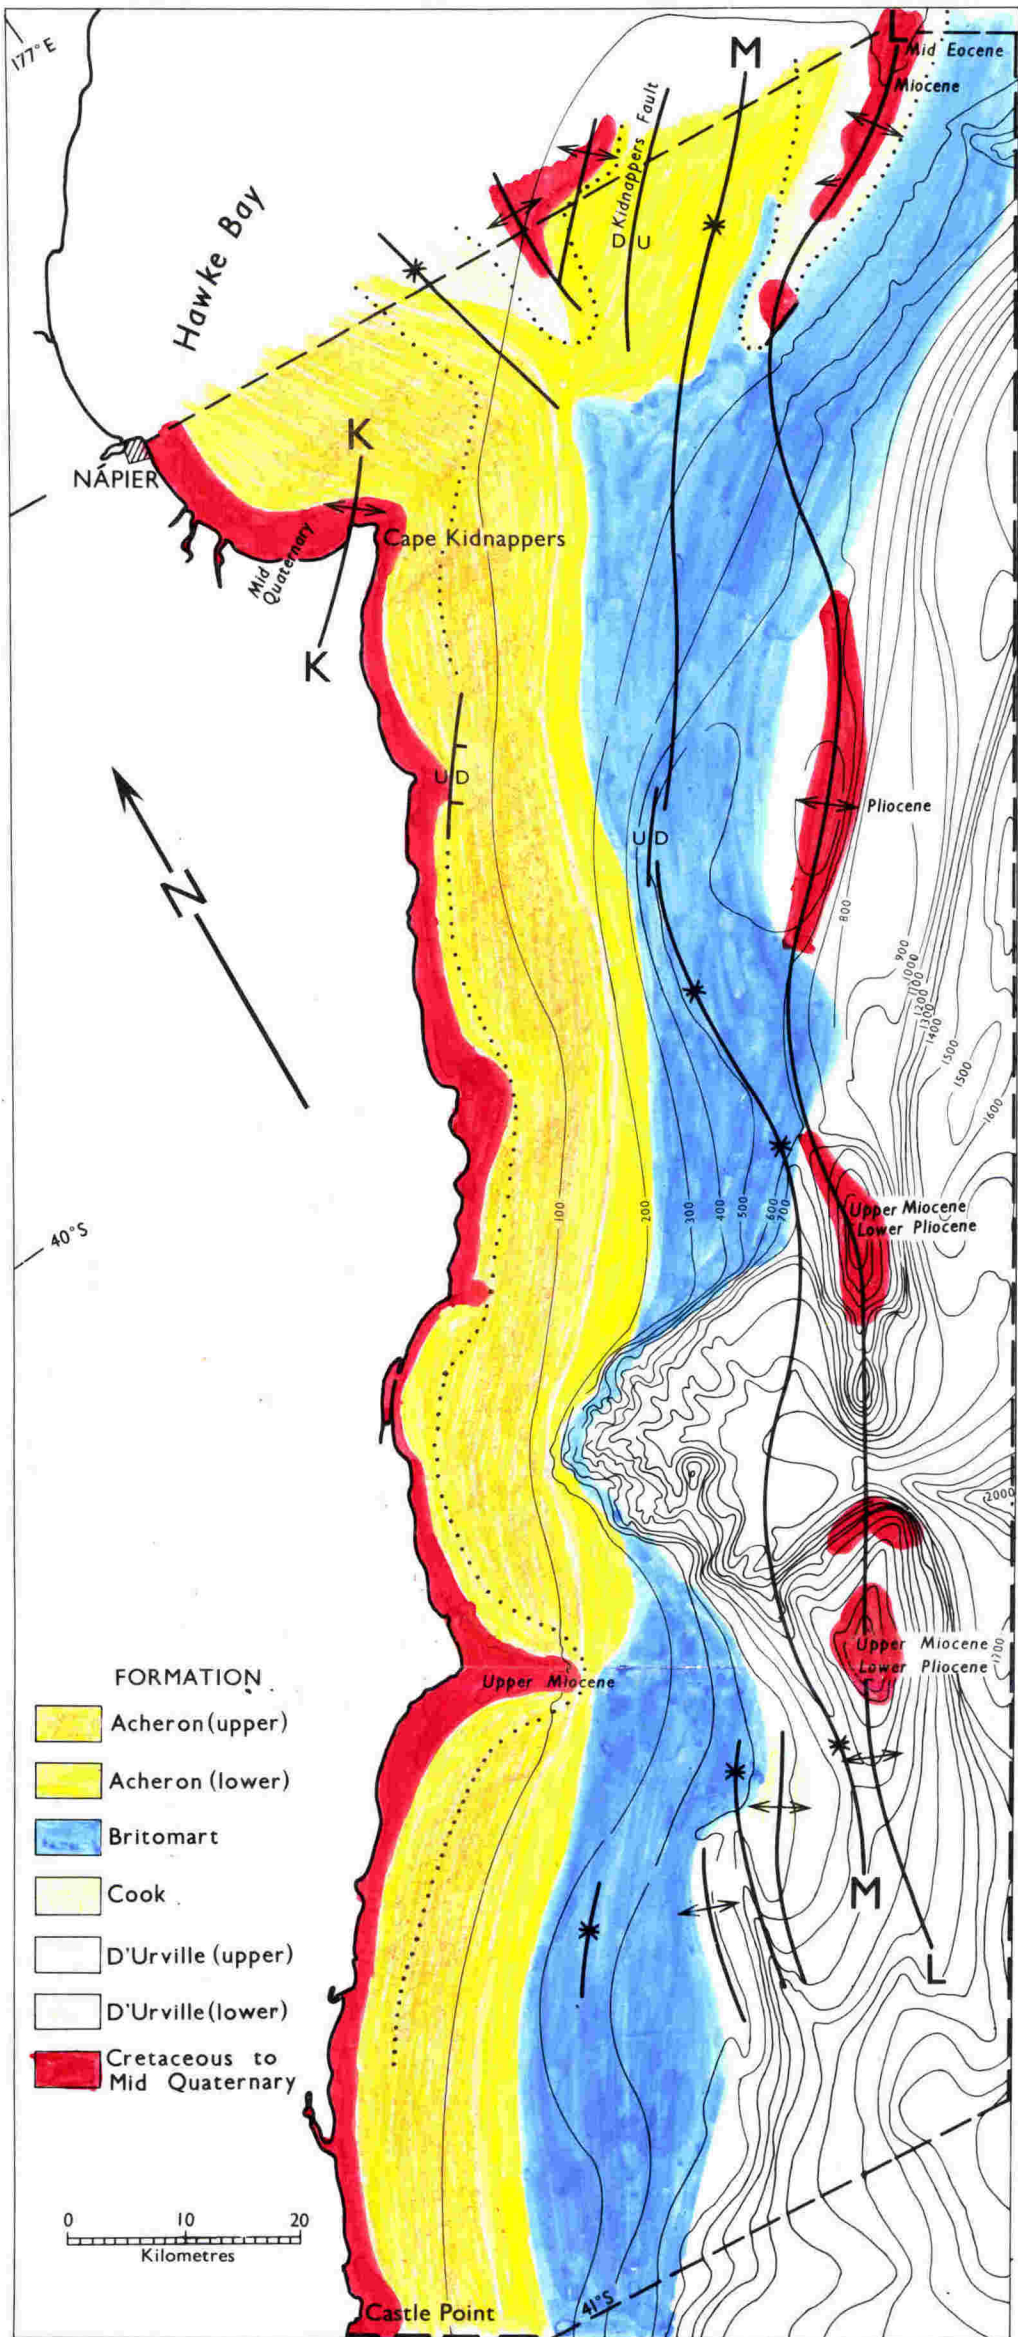 177°E
L
Mid Eocene
Miocene
M
Kidnappers Fault
D U
Hawke Bay
NÁPIER
K
Cape Kidnappers
Mid
Quaternary
K
U D
Pliocene
U D
N
800
900
1000
1100
1200
1300
1400
1500
1500
1600
40°S
100
200
300
400
500
600
700
Upper Miocene
Lower Pliocene
2000
Upper Miocene
Lower Pliocene
1700
Upper Miocene
FORMATION
Acheron (upper)
Acheron (lower)
Britomart
Cook
D'Urville (upper)
D'Urville (lower)
Cretaceous to
Mid Quaternary
M
L
0 10 20
Kilometres
41°S
Castle Point